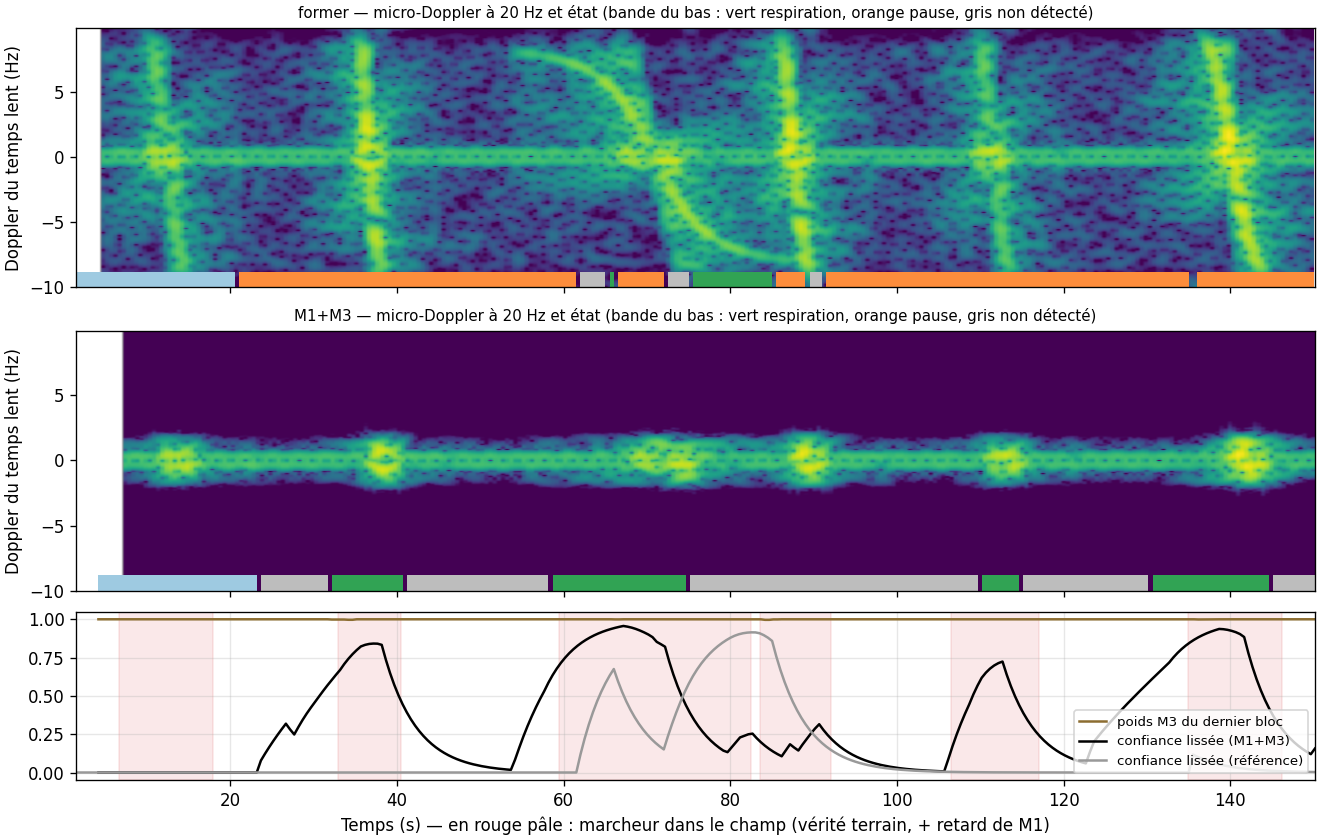 former — micro-Doppler à 20 Hz et état (bande du bas : vert respiration, orange pause, gris non détecté)
Doppler du temps lent (Hz)
5
0
−5
−10
M1+M3 — micro-Doppler à 20 Hz et état (bande du bas : vert respiration, orange pause, gris non détecté)
Doppler du temps lent (Hz)
5
0
−5
−10
1.00
0.75
0.50
0.25
0.00
poids M3 du dernier bloc
confiance lissée (M1+M3)
confiance lissée (référence)
20 40 60 80 100 120 140
Temps (s) — en rouge pâle : marcheur dans le champ (vérité terrain, + retard de M1)